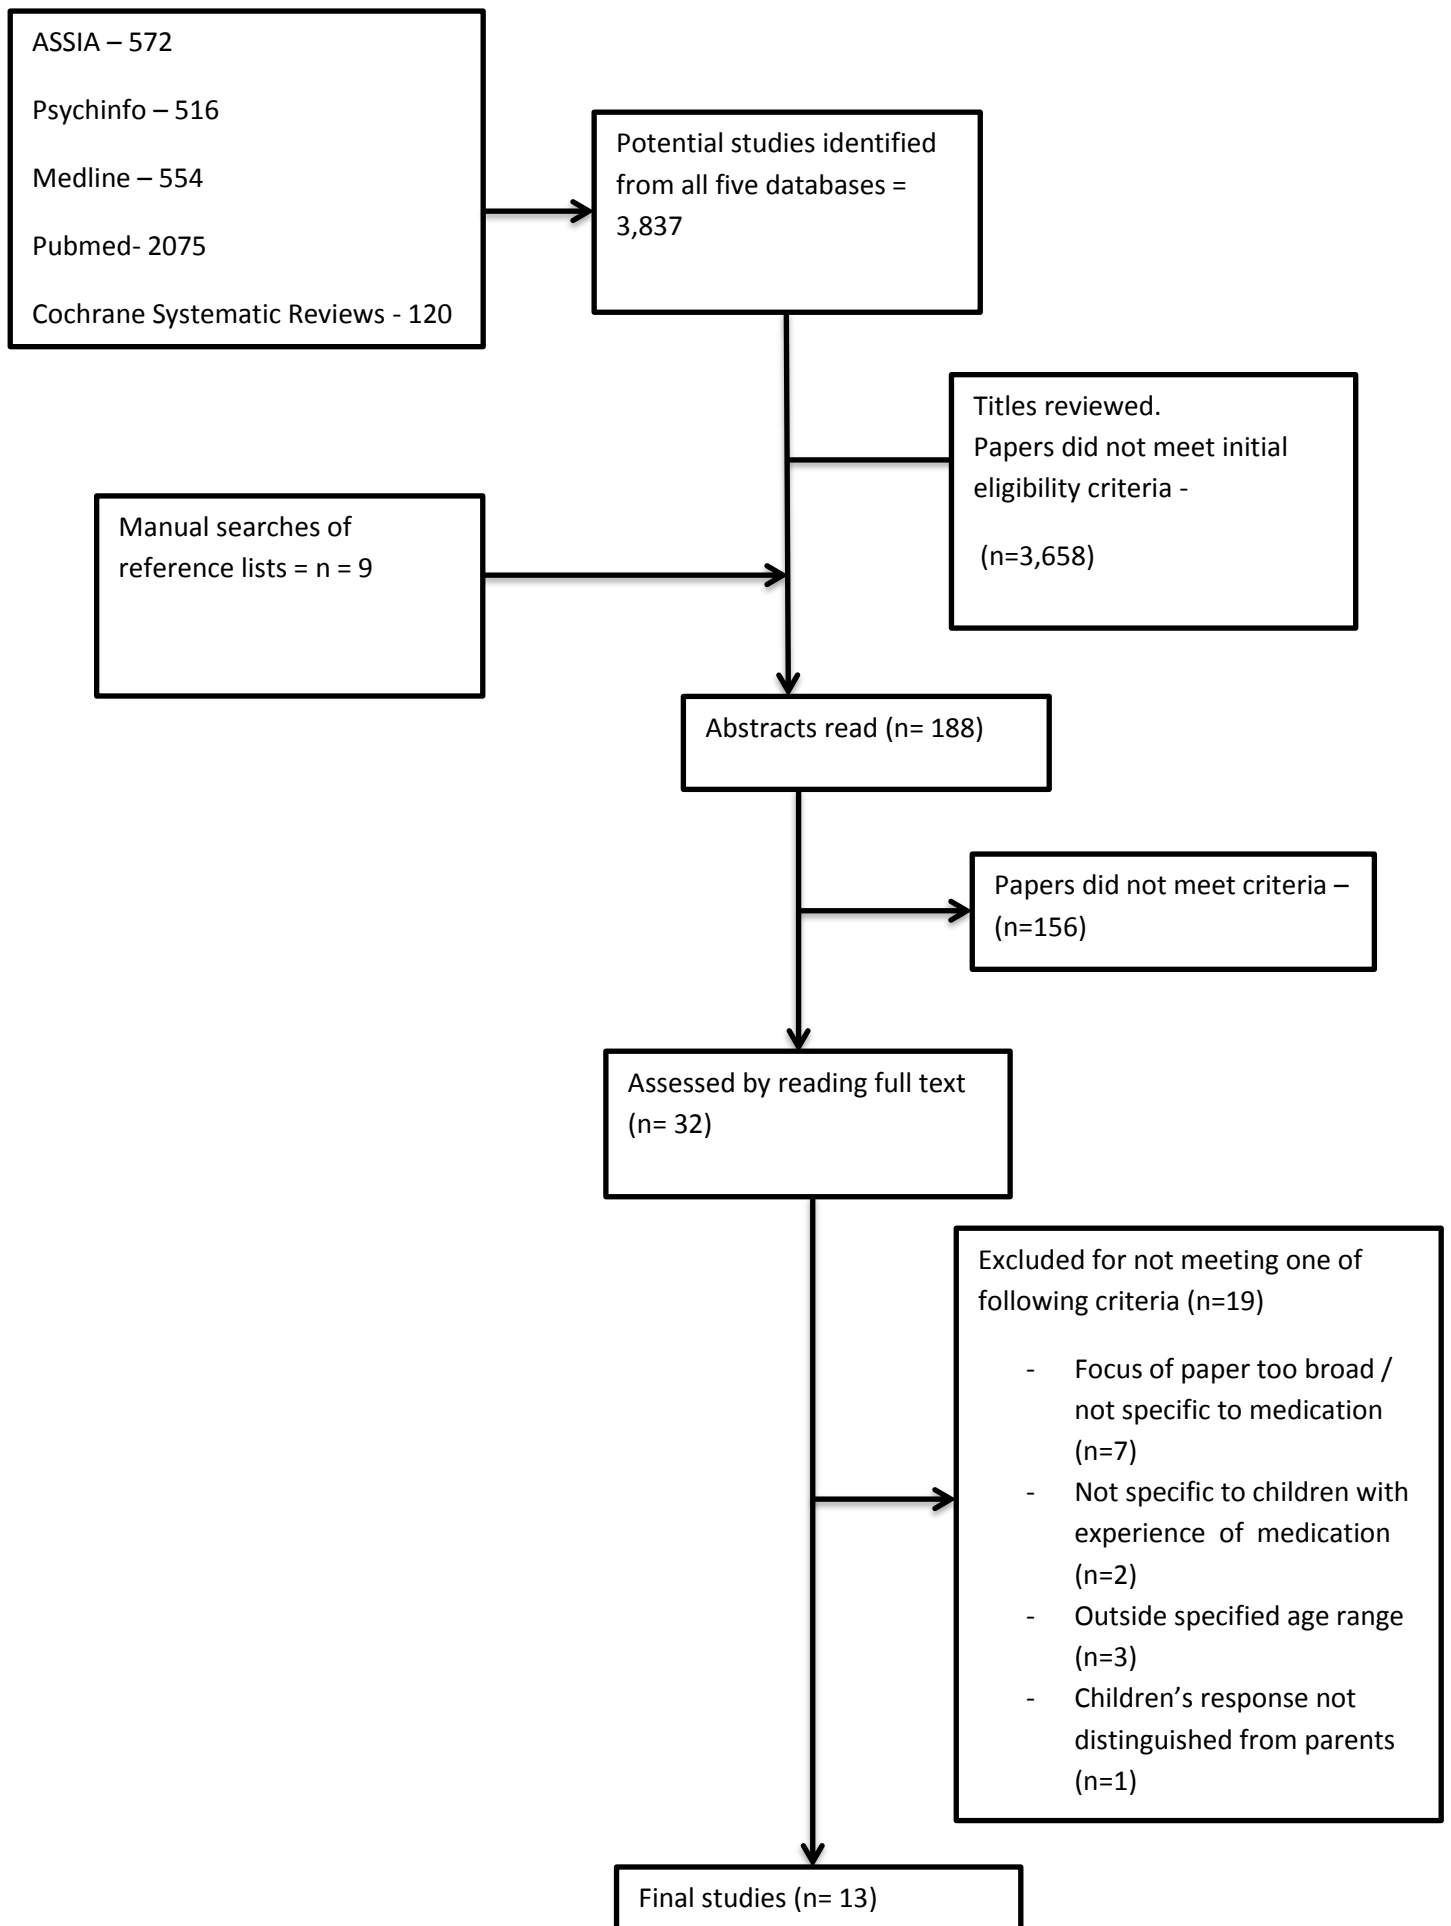 ASSIA – 572
Psychinfo – 516
Medline – 554
Pubmed- 2075
Cochrane Systematic Reviews - 120
Potential studies identified
from all five databases =
3,837
Titles reviewed.
Papers did not meet initial
eligibility criteria -
(n=3,658)
Manual searches of
reference lists = n = 9
Abstracts read (n= 188)
Papers did not meet criteria –
(n=156)
Assessed by reading full text
(n= 32)
Excluded for not meeting one of
following criteria (n=19)
- Focus of paper too broad /
not specific to medication
(n=7)
- Not specific to children with
experience of medication
(n=2)
- Outside specified age range
(n=3)
- Children’s response not
distinguished from parents
(n=1)
Final studies (n= 13)